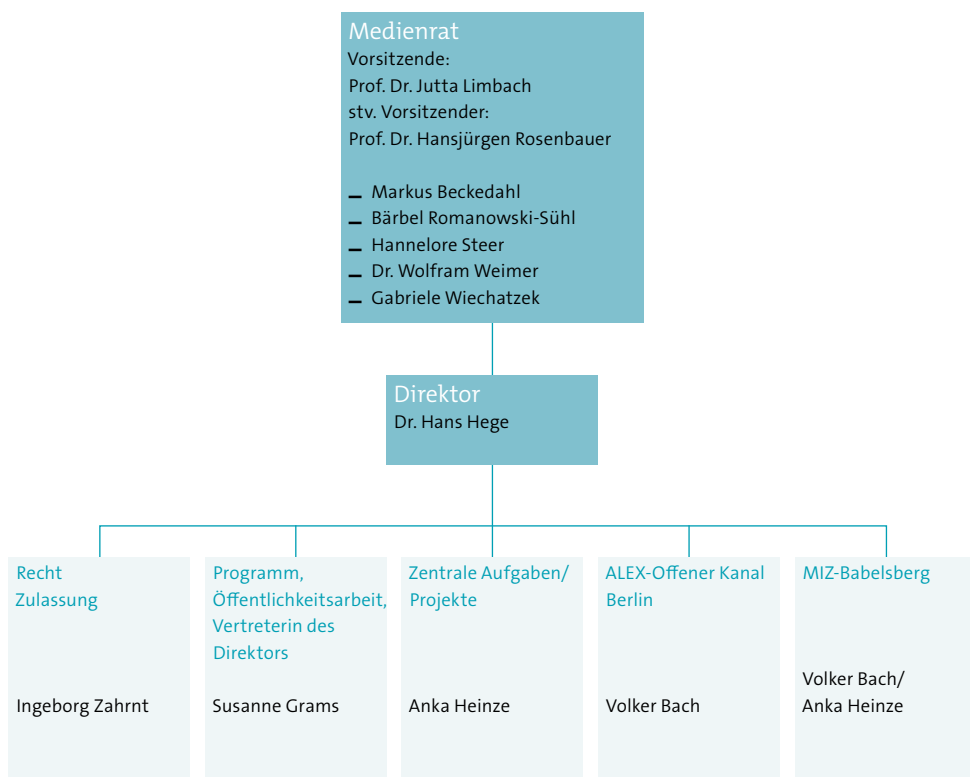 Medienrat
Vorsitzende:
Prof. Dr. Jutta Limbach
stv. Vorsitzender:
Prof. Dr. Hansjürgen Rosenbauer
– Markus Beckedahl
– Bärbel Romanowski-Sühl
– Hannelore Steer
– Dr. Wolfram Weimer
– Gabriele Wiechatzek
Direktor
Dr. Hans Hege
Recht
Zulassung
Ingeborg Zahrnt
Programm,
Öffentlichkeitsarbeit,
Vertreterin des
Direktors
Susanne Grams
Zentrale Aufgaben/
Projekte
Anka Heinze
ALEX-Offener Kanal
Berlin
Volker Bach
MIZ-Babelsberg
Volker Bach/
Anka Heinze